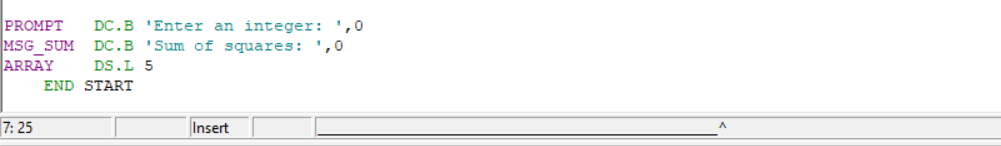 PROMPT DC.B 'Enter an integer: ',0
MSG_SUM DC.B 'Sum of squares: ',0
ARRAY DS.L 5
END START
7: 25 Insert ^